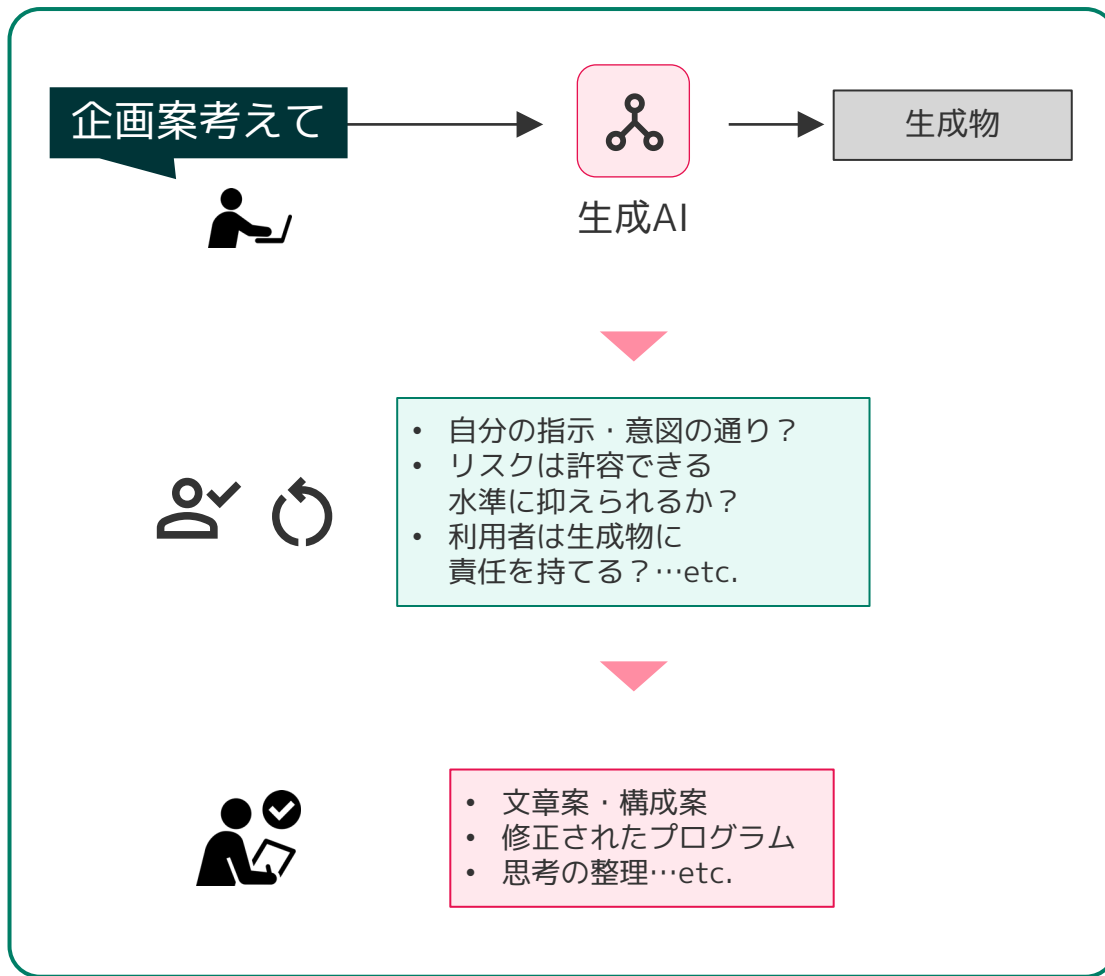 企画案考えて
生成物
生成AI
• 自分の指示・意図の通り？
• リスクは許容できる
水準に抑えられるか？
• 利用者は生成物に
責任を持てる？…etc.
• 文章案・構成案
• 修正されたプログラム
• 思考の整理…etc.